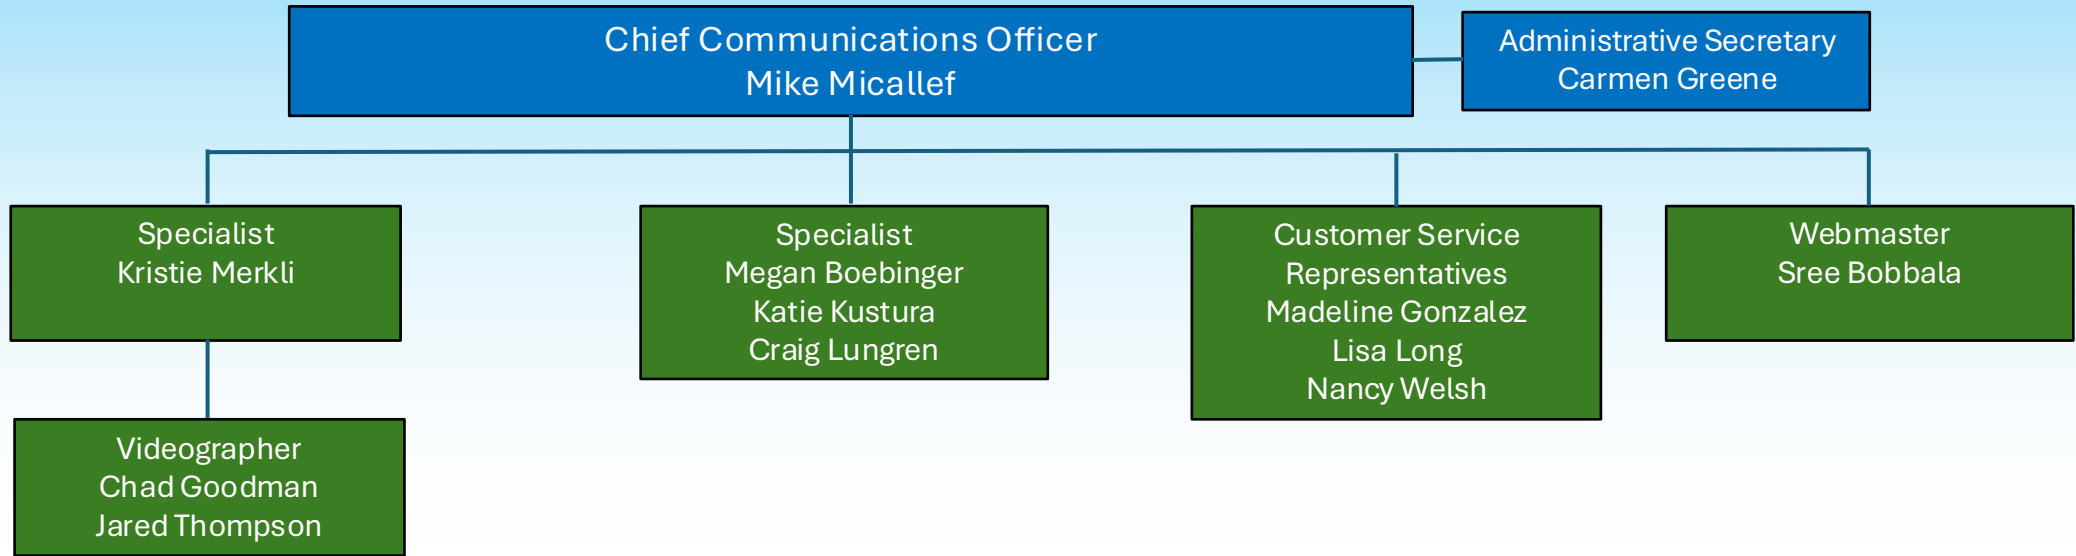 Chief Communications Officer
Mike Micallef
Administrative Secretary
Carmen Greene
Specialist
Kristie Merkli
Specialist
Megan Boebinger
Katie Kustura
Craig Lungren
Customer Service
Representatives
Madeline Gonzalez
Lisa Long
Nancy Welsh
Webmaster
Sree Bobbala
Videographer
Chad Goodman
Jared Thompson